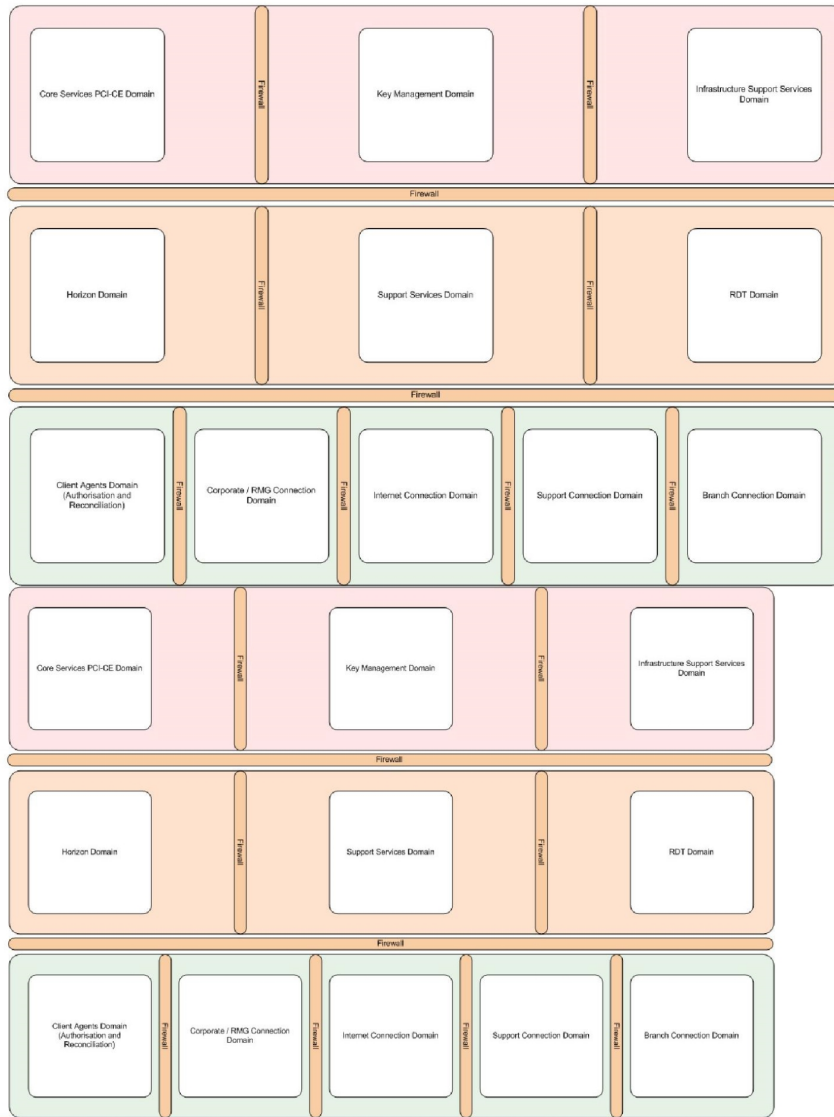 Core Services PCI-CE Domain
Firewall
Key Management Domain
Firewall
Infrastructure Support Services
Domain
Firewall
Horizon Domain
Firewall
Support Services Domain
Firewall
RDT Domain
Firewall
Client Agents Domain
(Authorisation and
Reconciliation)
Firewall
Corporate / RMG Connection
Domain
Firewall
Internet Connection Domain
Firewall
Support Connection Domain
Firewall
Branch Connection Domain
Core Services PCI-CE Domain
Firewall
Key Management Domain
Firewall
Infrastructure Support Services
Domain
Firewall
Horizon Domain
Firewall
Support Services Domain
Firewall
RDT Domain
Firewall
Client Agents Domain
(Authorisation and
Reconciliation)
Firewall
Corporate / RMG Connection
Domain
Firewall
Internet Connection Domain
Firewall
Support Connection Domain
Firewall
Branch Connection Domain